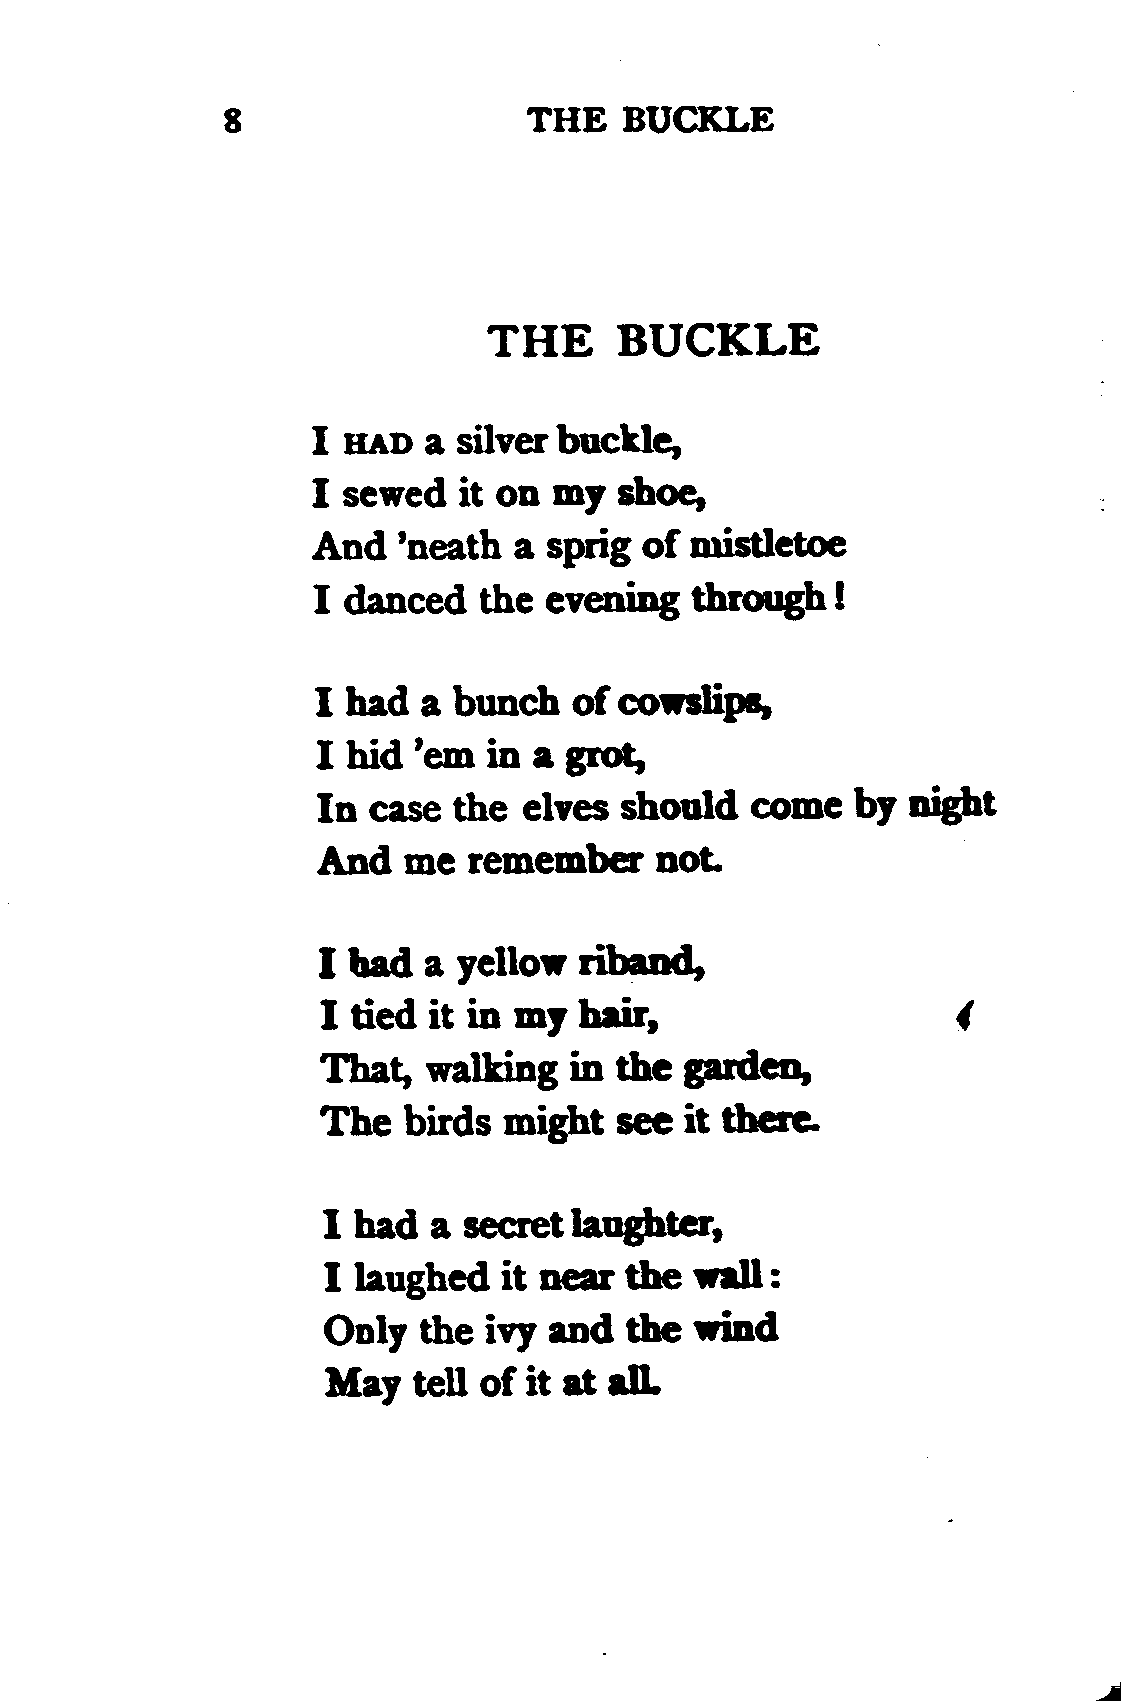 8 THE BUCKLE
THE BUCKLE
I HAD a silver buckle,
I sewed it on my shoe,
And ’neath a sprig of mistletoe
I danced the evening through!
I had a bunch of cowslips,
I hid ’em in a grot,
In case the elves should come by night
And me remember not.
I had a yellow riband,
I tied it in my hair,
That, walking in the garden,
The birds might see it there.
I had a secret laughter,
I laughed it near the wall:
Only the ivy and the wind
May tell of it at all.